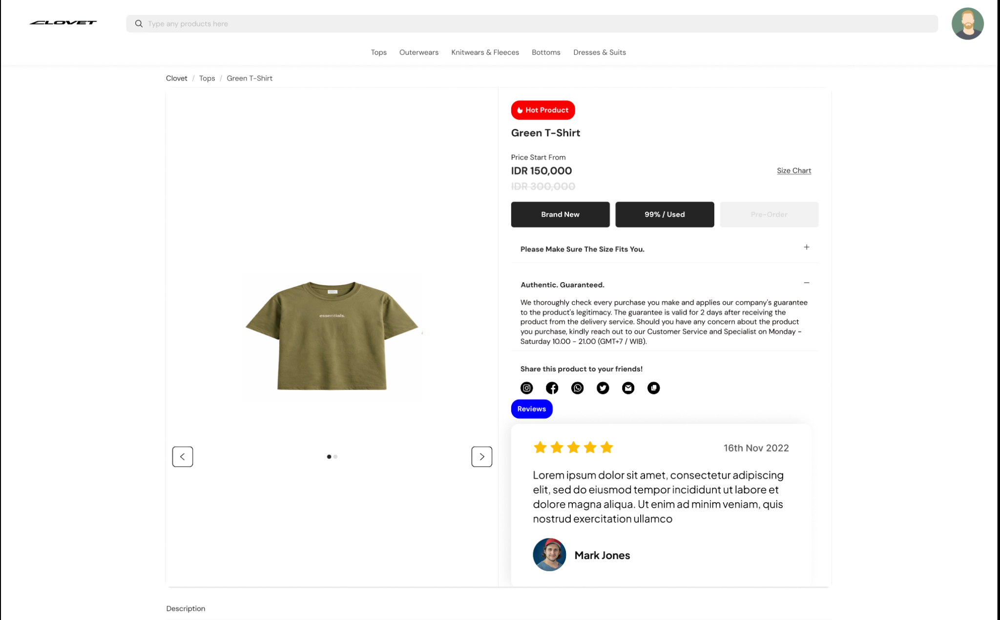 CLOVET
Type any products here
Tops Outerwears Knitwears & Fleeces Bottoms Dresses & Suits
Clovet / Tops / Green T-Shirt
essentials.
Hot Product
Green T-Shirt
Price Start From
IDR 150,000
Size Chart
IDR 300,000
Brand New
99% / Used
Pre-Order
Please Make Sure The Size Fits You.
Authentic. Guaranteed.
We thoroughly check every purchase you make and applies our company's guarantee
to the product's legitimacy. The guarantee is valid for 2 days after receiving the
product from the delivery service. Should you have any concern about the product
you purchase, kindly reach out to our Customer Service and Specialist on Monday -
Saturday 10.00 - 21.00 (GMT+7 / WIB).
Share this product to your friends!
Reviews
16th Nov 2022
Lorem ipsum dolor sit amet, consectetur adipiscing
elit, sed do eiusmod tempor incididunt ut labore et
dolore magna aliqua. Ut enim ad minim veniam, quis
nostrud exercitation ullamco
Mark Jones
Description